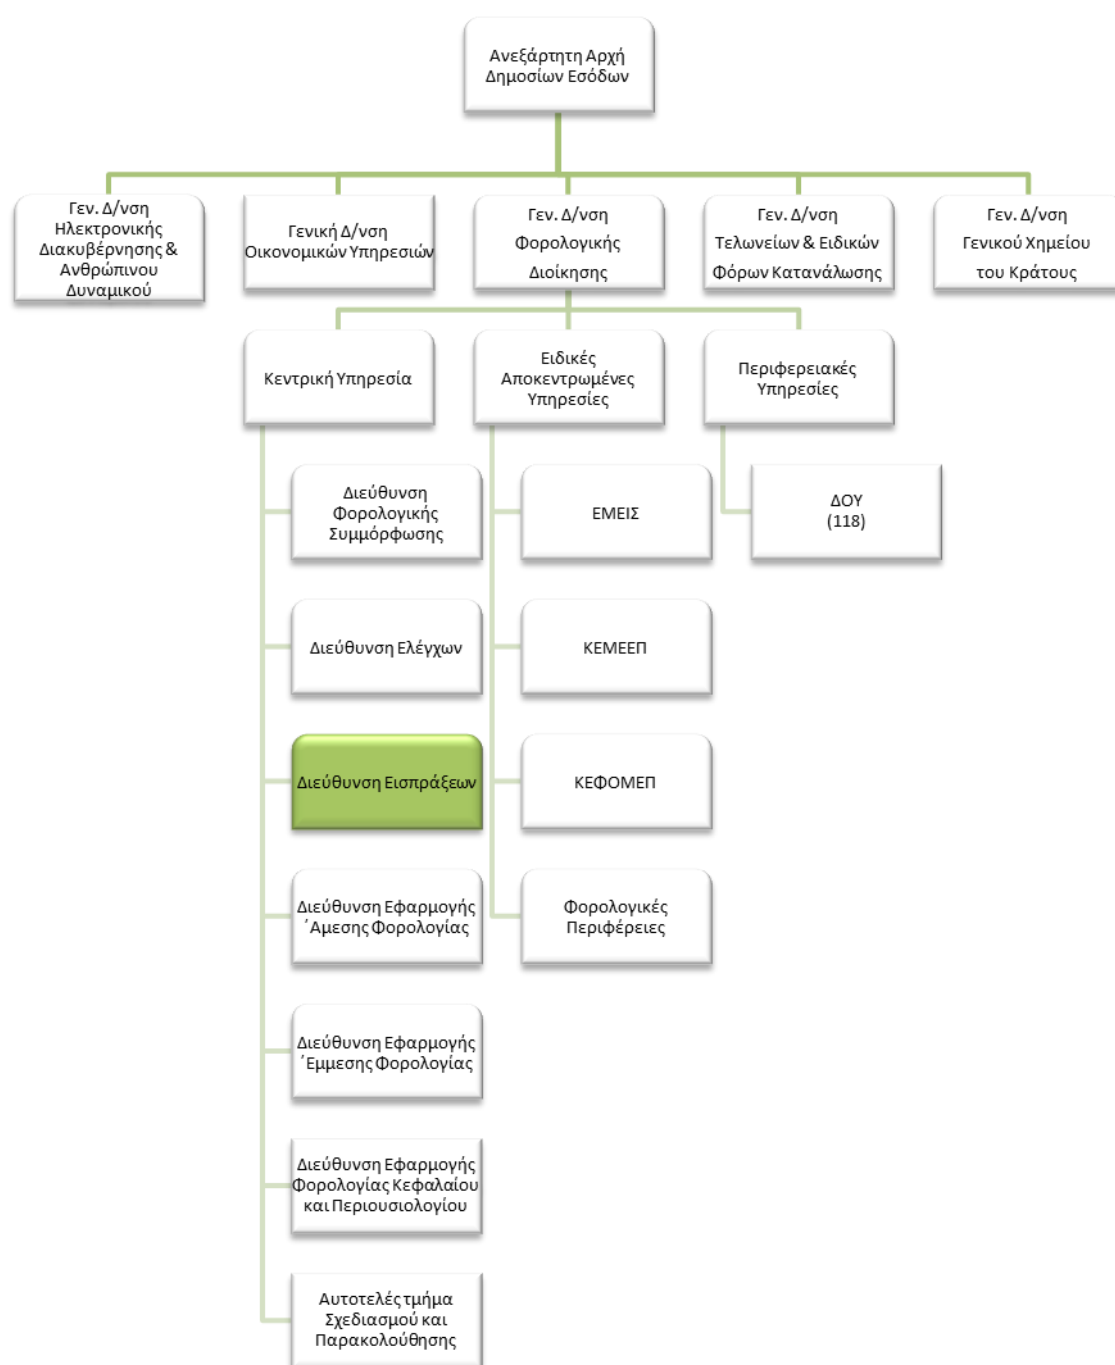 Ανεξάρτητη Αρχή
Δημοσίων Εσόδων
Γεν. Δ/νση
Ηλεκτρονικής
Διακυβέρνησης &
Ανθρώπινου
Δυναμικού
Γενική Δ/νση
Οικονομικών Υπηρεσιών
Γεν. Δ/νση
Φορολογικής
Διοίκησης
Γεν. Δ/νση
Τελωνείων & Ειδικών
Φόρων Κατανάλωσης
Γεν. Δ/νση
Γενικού Χημείου
του Κράτους
Κεντρική Υπηρεσία
Ειδικές
Αποκεντρωμένες
Υπηρεσίες
Περιφερειακές
Υπηρεσίες
Διεύθυνση
Φορολογικής
Συμμόρφωσης
ΕΜΕΙΣ
ΔΟΥ
(118)
Διεύθυνση Ελέγχων
ΚΕΜΕΕΠ
Διεύθυνση Εισπράξεων
ΚΕΦΟΜΕΠ
Διεύθυνση Εφαρμογής
΄Αμεσης Φορολογίας
Φορολογικές
Περιφέρειες
Διεύθυνση Εφαρμογής
΄Εμμεσης Φορολογίας
Διεύθυνση Εφαρμογής
Φορολογίας Κεφαλαίου
και Περιουσιολογίου
Αυτοτελές τμήμα
Σχεδιασμού και
Παρακολούθησης